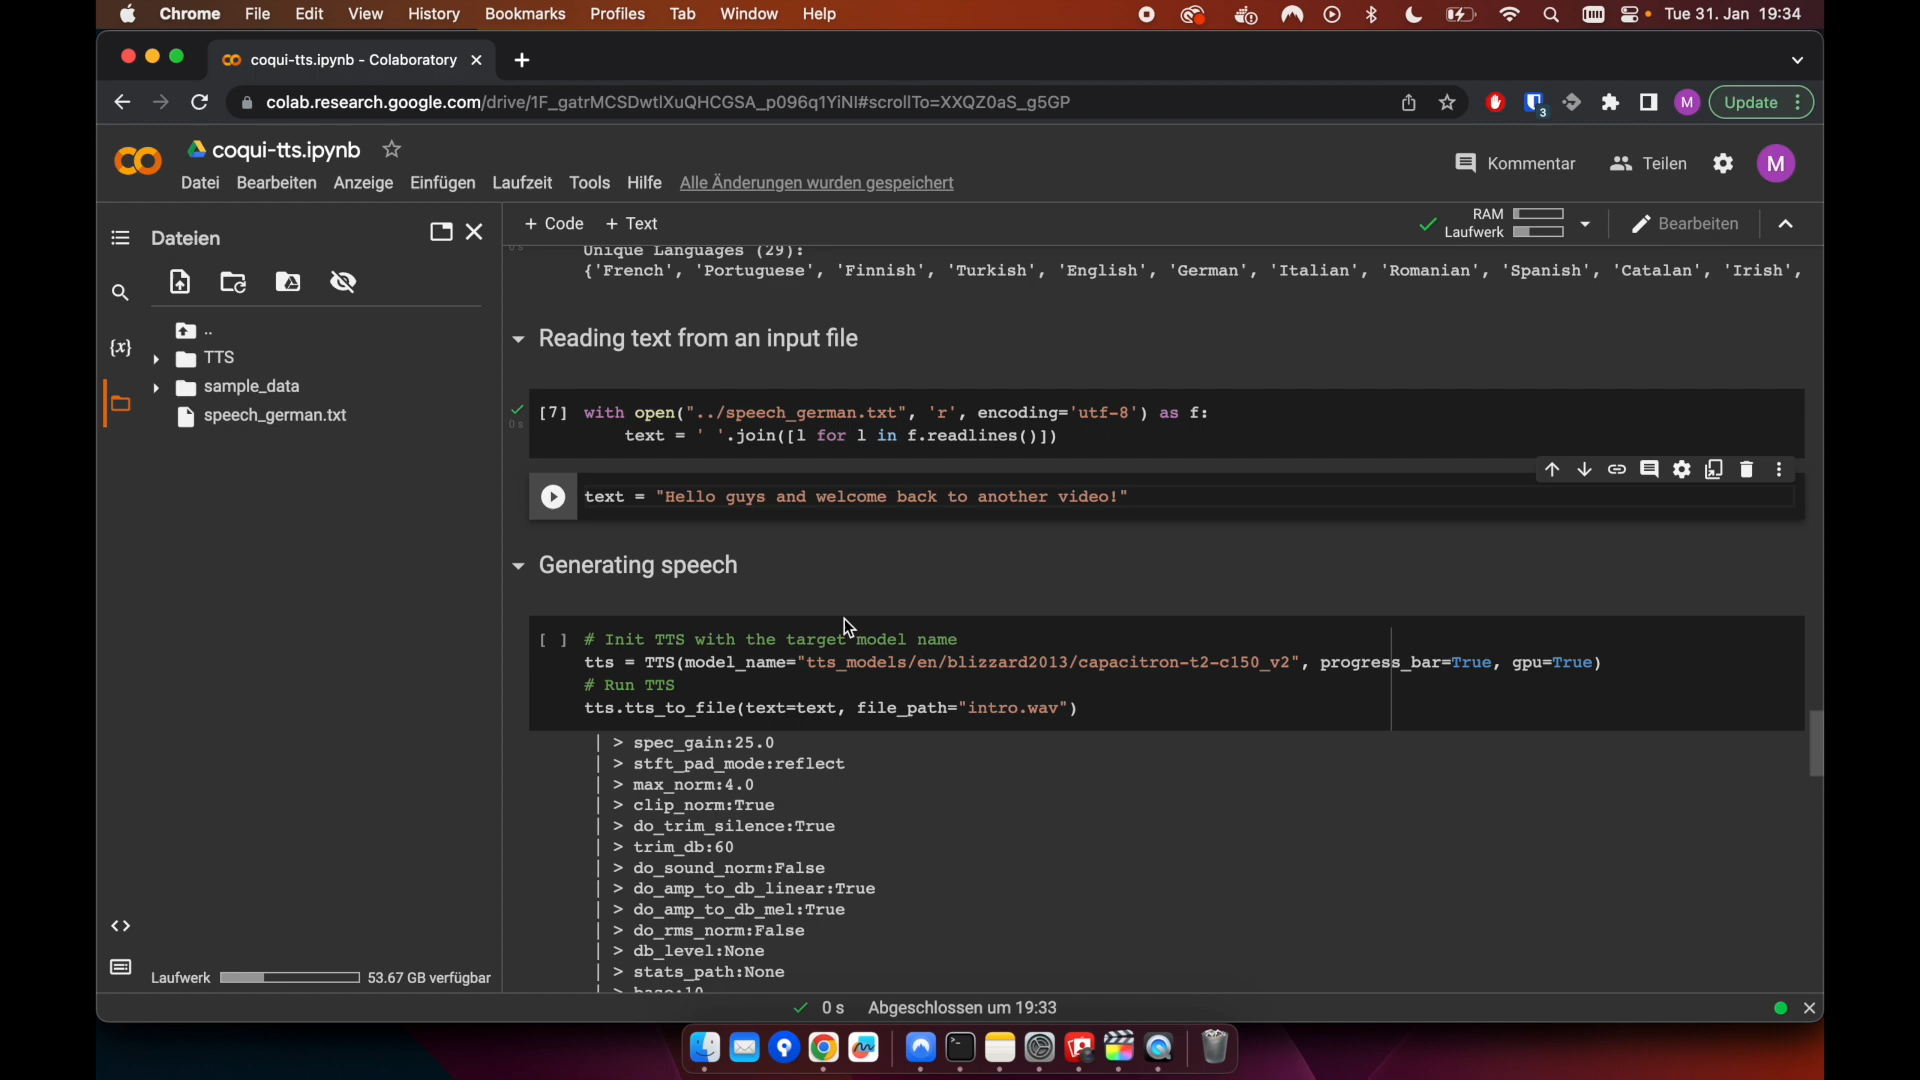 Chrome File Edit View History Bookmarks Profiles Tab Window Help Tue 31. Jan 19:34
coqui-tts.ipynb - Colaboratory
colab.research.google.com/drive/1F_gatrMCSDwtlXuQHCGSA_p096q1YiNI#scrollTo=XXQZ0aS_g5GP 3 M Update
coqui-tts.ipynb
Kommentar Teilen M
Datei Bearbeiten Anzeige Einfügen Laufzeit Tools Hilfe Alle Änderungen wurden gespeichert
Dateien
+ Code + Text
RAM
Laufwerk
Bearbeiten
..
TTS
sample_data
speech_german.txt
{x}
Laufwerk 53.67 GB verfügbar
0s
Unique Languages (29):
{'French', 'Portuguese', 'Finnish', 'Turkish', 'English', 'German', 'Italian', 'Romanian', 'Spanish', 'Catalan', 'Irish',
Reading text from an input file
[7] with open("../speech_german.txt", 'r', encoding='utf-8') as f:
0s
text = ' '.join([l for l in f.readlines()])
text = "Hello guys and welcome back to another video!"
Generating speech
[ ] # Init TTS with the target model name
tts = TTS(model_name="tts_models/en/blizzard2013/capacitron-t2-c150_v2", progress_bar=True, gpu=True)
# Run TTS
tts.tts_to_file(text=text, file_path="intro.wav")
| > spec_gain:25.0
| > stft_pad_mode:reflect
| > max_norm:4.0
| > clip_norm:True
| > do_trim_silence:True
| > trim_db:60
| > do_sound_norm:False
| > do_amp_to_db_linear:True
| > do_amp_to_db_mel:True
| > do_rms_norm:False
| > db_level:None
| > stats_path:None
| > base:10
0 s Abgeschlossen um 19:33